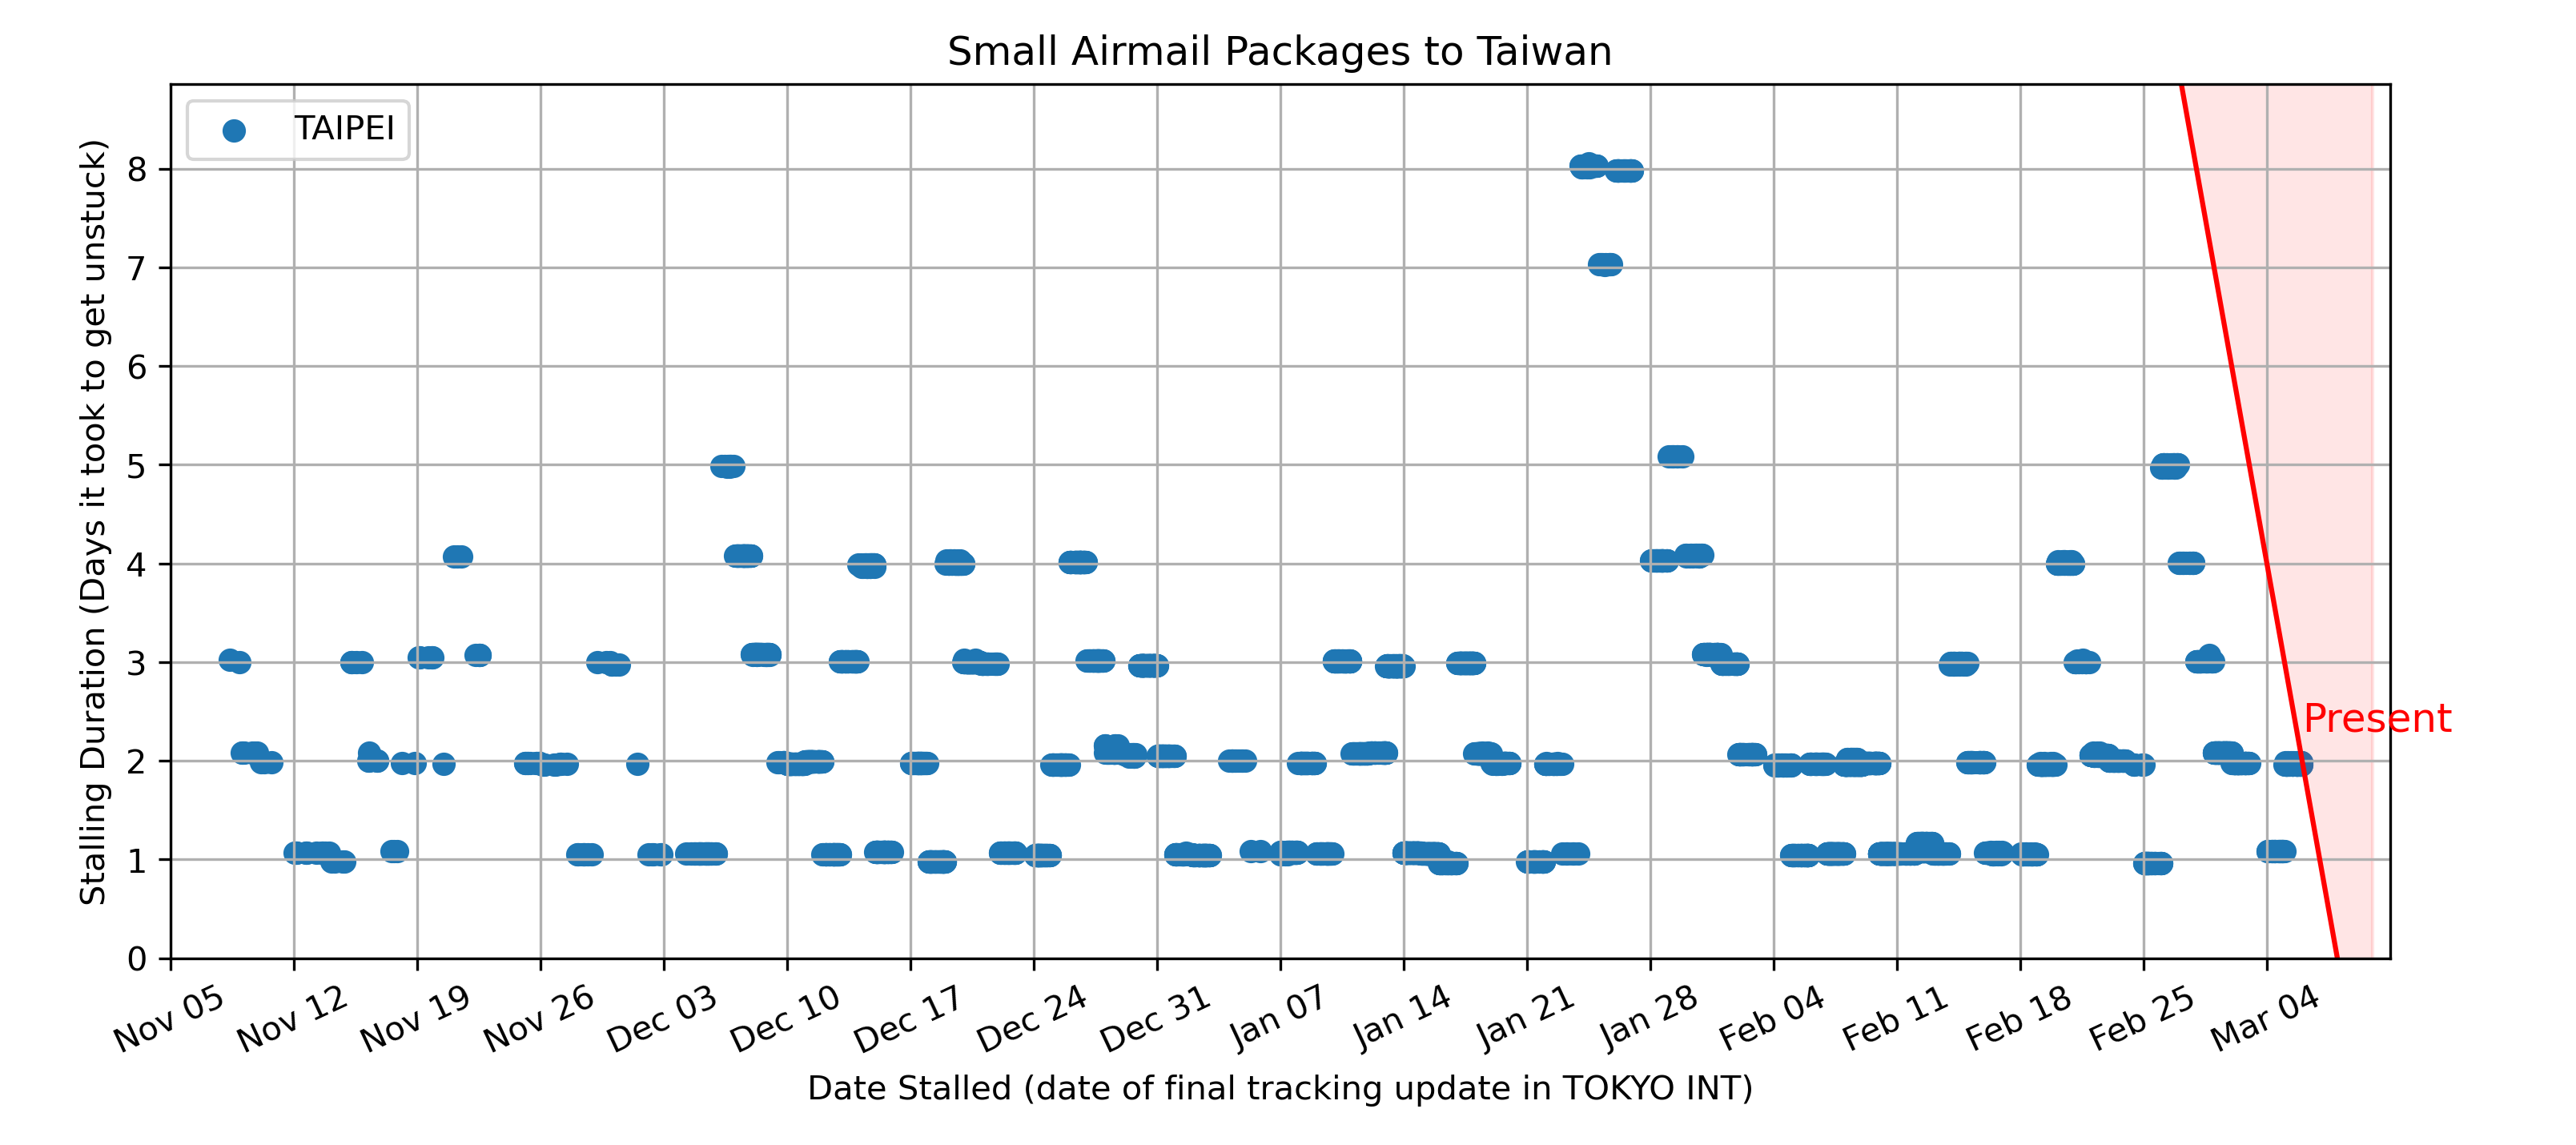 Small Airmail Packages to Taiwan
TAIPEI
Stalling Duration (Days it took to get unstuck)
8
7
6
5
4
3
2
1
0
Present
Nov 05
Nov 12
Nov 19
Nov 26
Dec 03
Dec 10
Dec 17
Dec 24
Dec 31
Jan 07
Jan 14
Jan 21
Jan 28
Feb 04
Feb 11
Feb 18
Feb 25
Mar 04
Date Stalled (date of final tracking update in TOKYO INT)